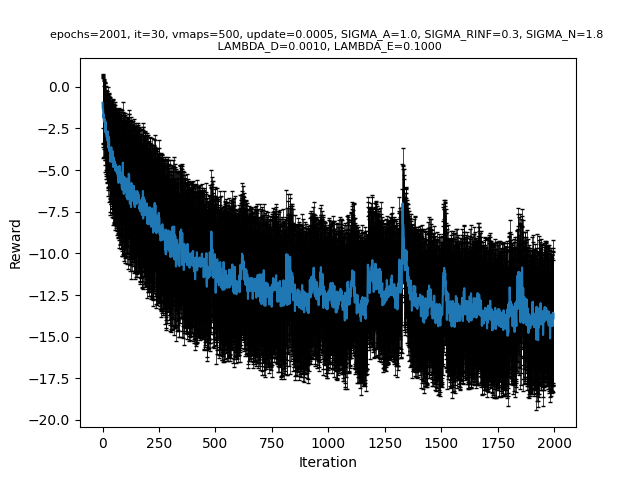 epochs=2001, it=30, vmaps=500, update=0.0005, SIGMA_A=1.0, SIGMA_RINF=0.3, SIGMA_N=1.8
LAMBDA_D=0.0010, LAMBDA_E=0.1000
0.0
−2.5
−5.0
−7.5
−10.0
−12.5
−15.0
−17.5
−20.0
Reward
0 250 500 750 1000 1250 1500 1750 2000
Iteration